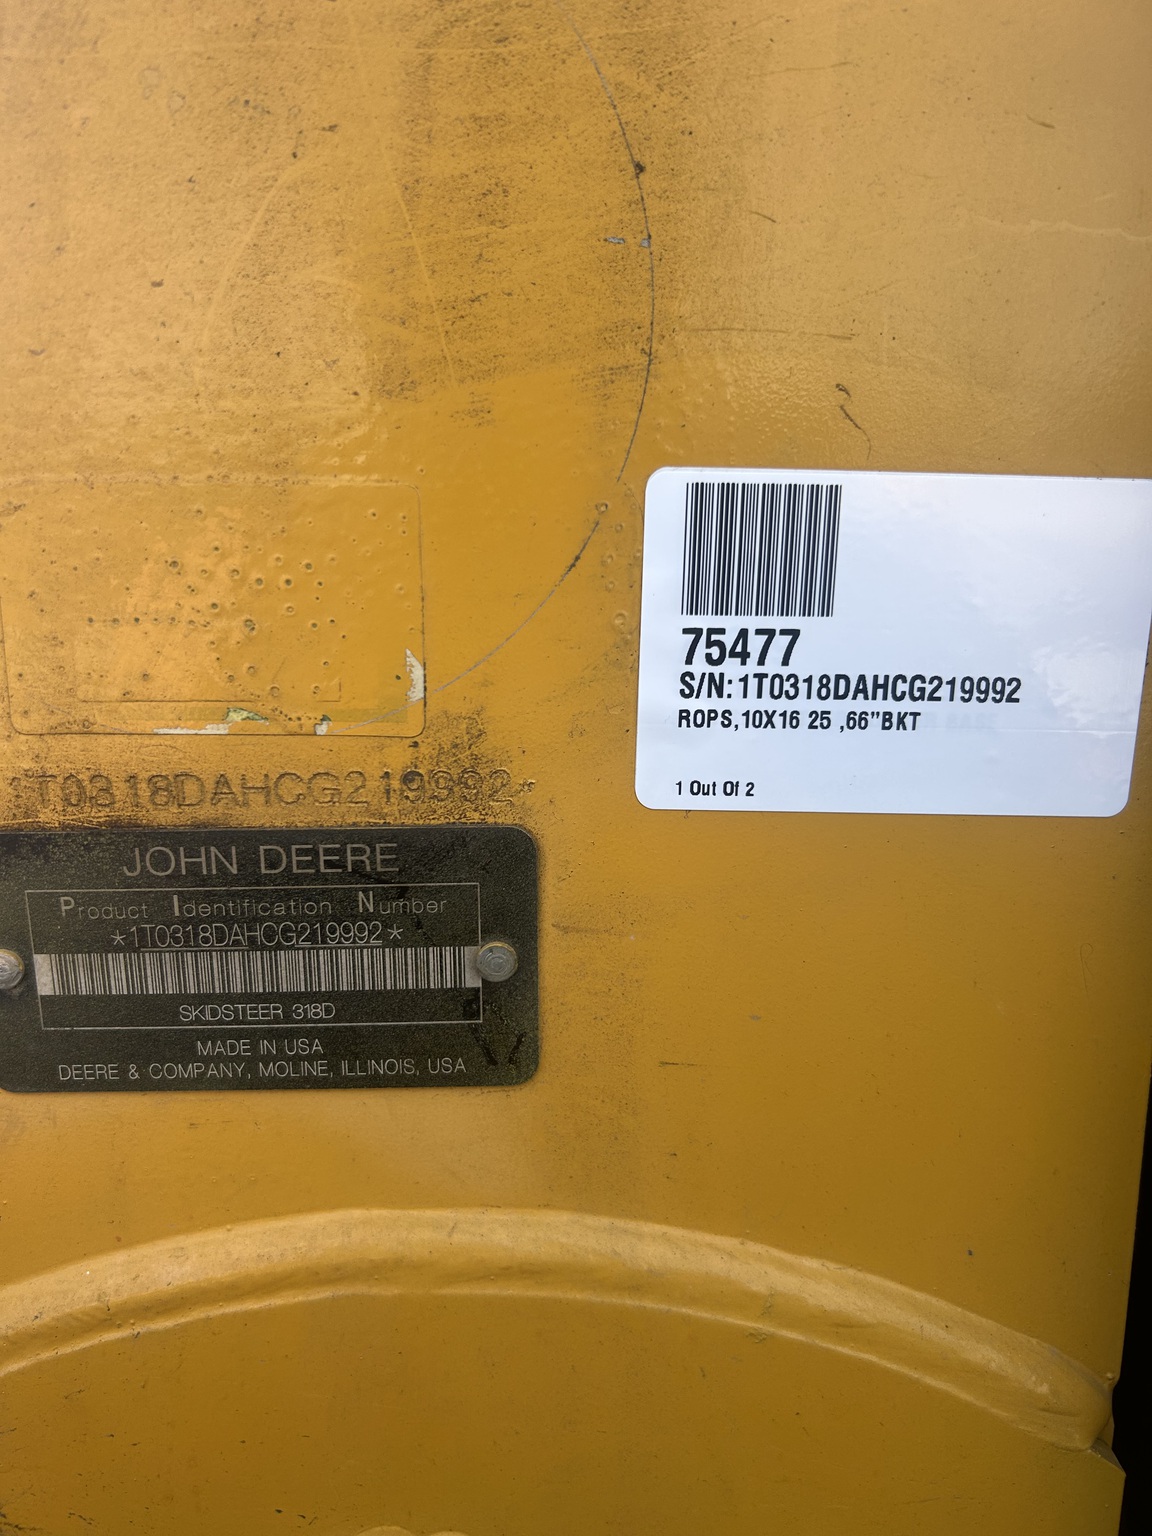 75477
S/N:1T0318DAHCG219992
ROPS,10X16 25 ,66"BKT
1 Out Of 2
1T0318DAHCG219992*
JOHN DEERE
Product Identification Number
*1T0318DAHCG219992*
SKIDSTEER 318D
MADE IN USA
DEERE & COMPANY, MOLINE, ILLINOIS, USA